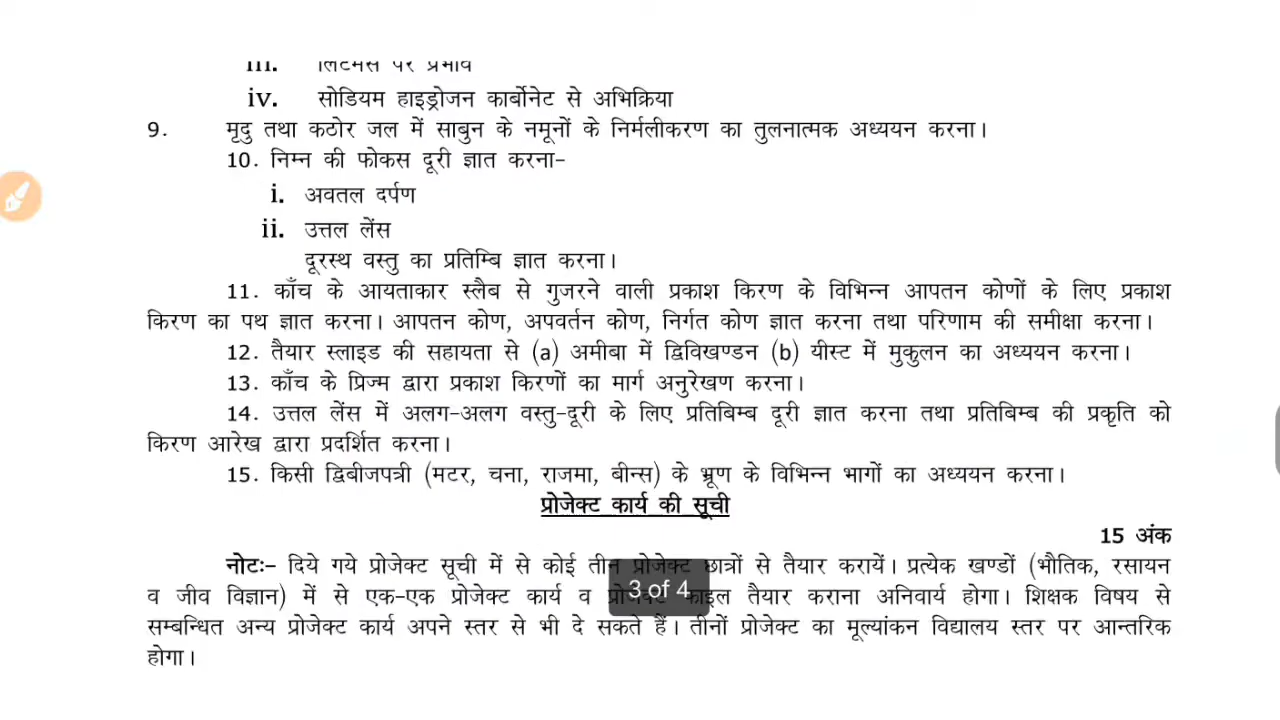 iii. लिटमस पर प्रभाव
iv. सोडियम हाइड्रोजन कार्बोनेट से अभिक्रिया
9. मृदु तथा कठोर जल में साबुन के नमूनों के निर्मलीकरण का तुलनात्मक अध्ययन करना।
10. निम्न की फोकस दूरी ज्ञात करना-
i. अवतल दर्पण
ii. उत्तल लेंस
दूरस्थ वस्तु का प्रतिम्बि ज्ञात करना।
11. काँच के आयताकार स्लैब से गुजरने वाली प्रकाश किरण के विभिन्न आपतन कोणों के लिए प्रकाश
किरण का पथ ज्ञात करना। आपतन कोण, अपवर्तन कोण, निर्गत कोण ज्ञात करना तथा परिणाम की समीक्षा करना।
12. तैयार स्लाइड की सहायता से (a) अमीबा में द्विविखण्डन (b) यीस्ट में मुकुलन का अध्ययन करना।
13. काँच के प्रिज्म द्वारा प्रकाश किरणों का मार्ग अनुरेखण करना।
14. उत्तल लेंस में अलग-अलग वस्तु-दूरी के लिए प्रतिबिम्ब दूरी ज्ञात करना तथा प्रतिबिम्ब की प्रकृति को
किरण आरेख द्वारा प्रदर्शित करना।
15. किसी द्विबीजपत्री (मटर, चना, राजमा, बीन्स) के भ्रूण के विभिन्न भागों का अध्ययन करना।
प्रोजेक्ट कार्य की सूची
15 अंक
नोटः- दिये गये प्रोजेक्ट सूची में से कोई तीन प्रोजेक्ट छात्रों से तैयार करायें। प्रत्येक खण्डों (भौतिक, रसायन
व जीव विज्ञान) में से एक-एक प्रोजेक्ट कार्य व प्रोजेक्ट फाइल तैयार कराना अनिवार्य होगा। शिक्षक विषय से
3 of 4
सम्बन्धित अन्य प्रोजेक्ट कार्य अपने स्तर से भी दे सकते हैं। तीनों प्रोजेक्ट का मूल्यांकन विद्यालय स्तर पर आन्तरिक
होगा।